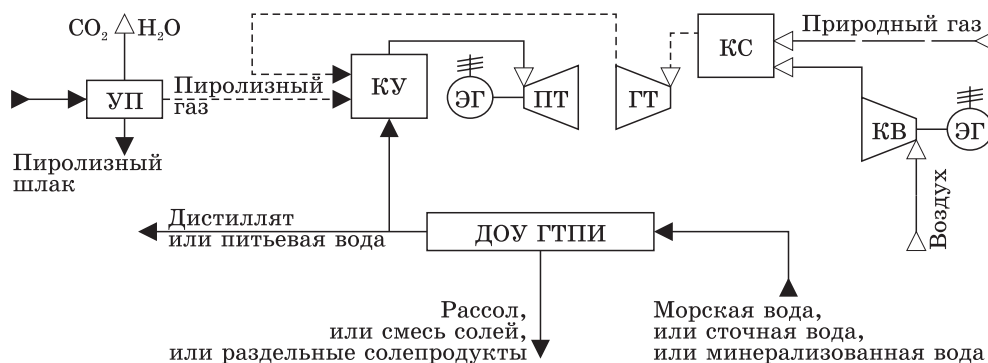 CO₂ H₂O
Природный газ
КС
УП
Пиролизный
газ
КУ
ЭГ
ПТ
ГТ
КВ
ЭГ
Пиролизный
шлак
Воздух
Дистиллят
или питьевая вода
ДОУ ГТПИ
Рассол,
или смесь солей,
или раздельные солепродукты
Морская вода,
или сточная вода,
или минерализованная вода